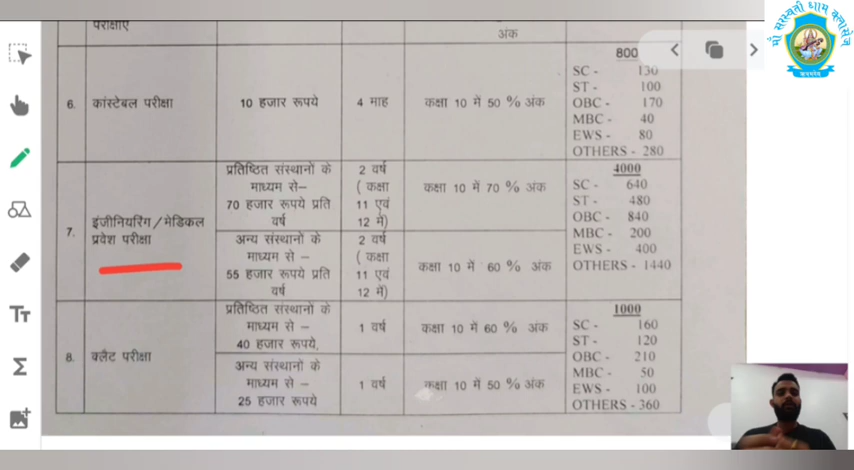 परीक्षाएं
अंक
6.
कांस्टेबल परीक्षा
10 हजार रूपये
4 माह
कक्षा 10 में 50 % अंक
800
SC - 130
ST - 100
OBC - 170
MBC - 40
EWS - 80
OTHERS - 280
7.
इंजीनियरिंग/मेडिकल
प्रवेश परीक्षा
प्रतिष्ठित संस्थानों के
माध्यम से–
70 हजार रूपये प्रति
वर्ष
2 वर्ष
( कक्षा
11 एवं
12 में)
कक्षा 10 में 70 % अंक
अन्य संस्थानों के
माध्यम से –
55 हजार रूपये प्रति
वर्ष
2 वर्ष
( कक्षा
11 एवं
12 में)
कक्षा 10 में 60 % अंक
4000
SC - 640
ST - 480
OBC - 840
MBC - 200
EWS - 400
OTHERS - 1440
8.
क्लैट परीक्षा
प्रतिष्ठित संस्थानों के
माध्यम से –
40 हजार रूपये,
1 वर्ष
कक्षा 10 में 60 % अंक
अन्य संस्थानों के
माध्यम से –
25 हजार रूपये
1 वर्ष
कक्षा 10 में 50 % अंक
1000
SC - 160
ST - 120
OBC - 210
MBC - 50
EWS - 100
OTHERS - 360
माँ सरस्वती धाम क्लासेज
Tт
Σ